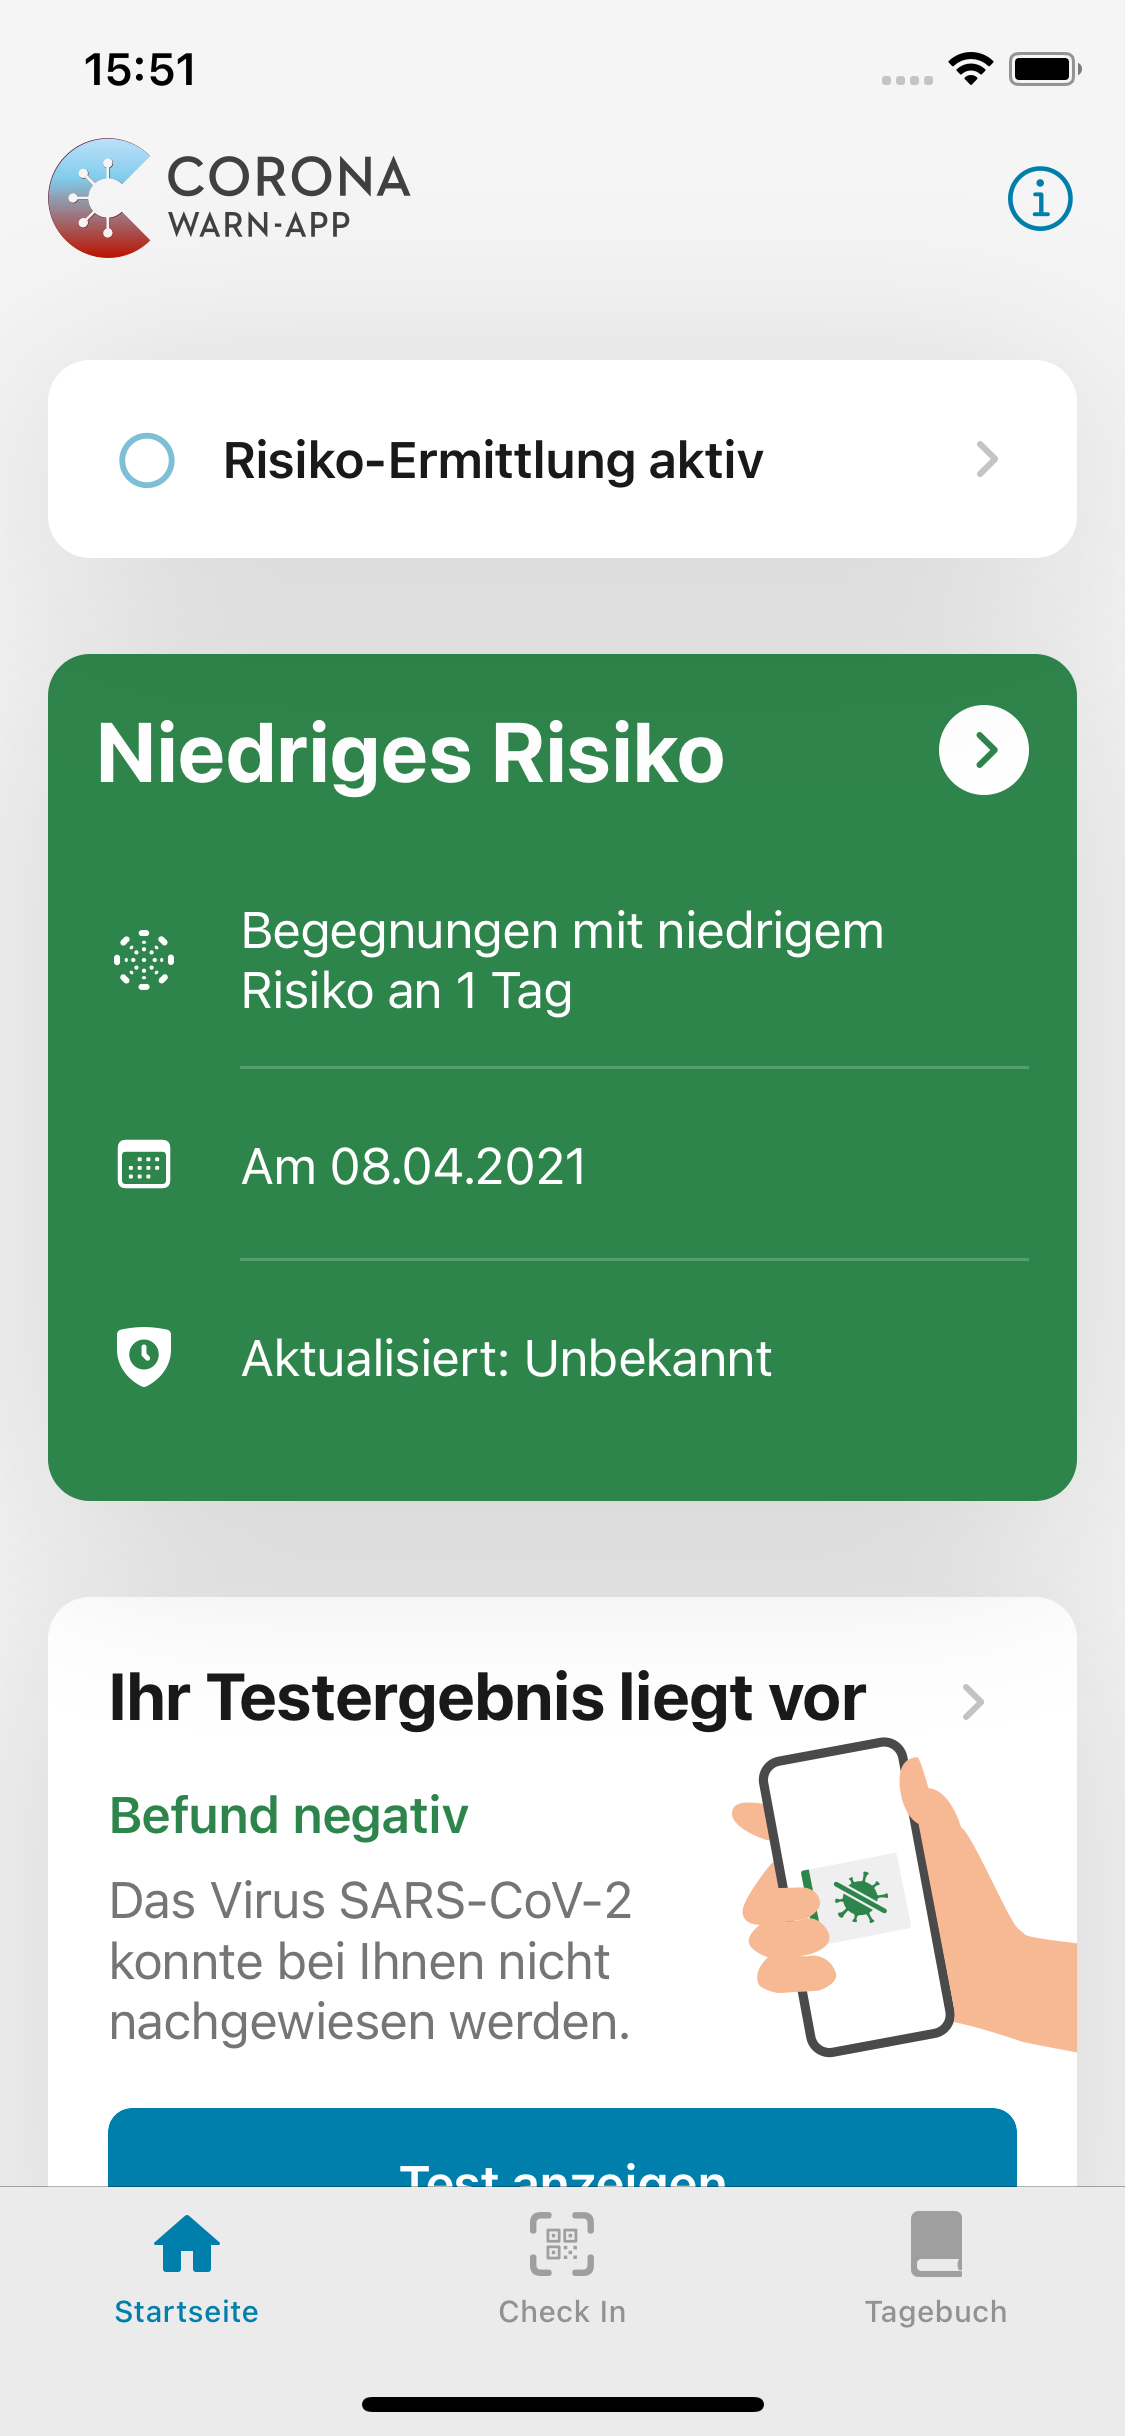 15:51
CORONA
WARN-APP
Risiko-Ermittlung aktiv
Niedriges Risiko
Begegnungen mit niedrigem
Risiko an 1 Tag
Am 08.04.2021
Aktualisiert: Unbekannt
Ihr Testergebnis liegt vor
Befund negativ
Das Virus SARS-CoV-2
konnte bei Ihnen nicht
nachgewiesen werden.
Test anzeigen
Startseite
Check In
Tagebuch